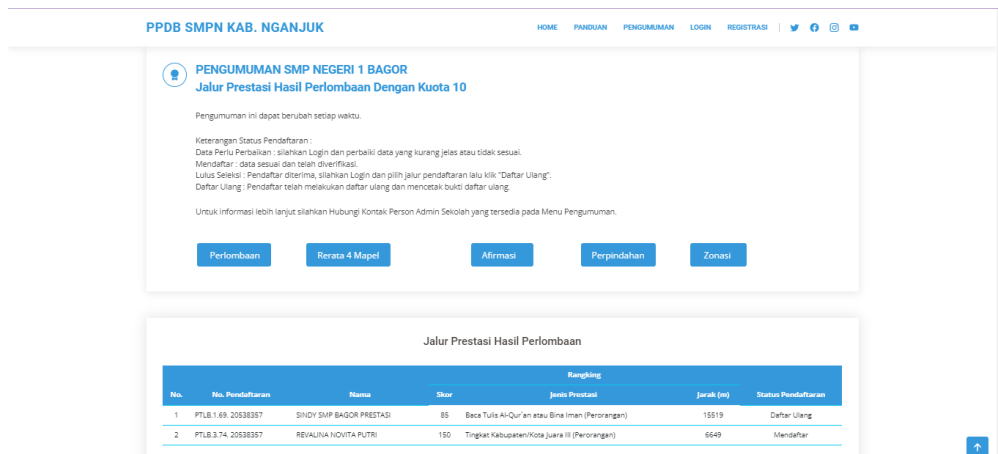 PPDB SMPN KAB. NGANJUK
HOME PANDUAN PENGUMUMAN LOGIN REGISTRASI
PENGUMUMAN SMP NEGERI 1 BAGOR
Jalur Prestasi Hasil Perlombaan Dengan Kuota 10
Pengumuman ini dapat berubah setiap waktu.
Keterangan Status Pendaftaran :
Data Perlu Perbaikan : silahkan Login dan perbaiki data yang kurang jelas atau tidak sesuai.
Mendaftar : data sesuai dan telah diverifikasi.
Lulus Seleksi : Pendaftar diterima, silahkan Login dan pilih jalur pendaftaran lalu klik "Daftar Ulang".
Daftar Ulang : Pendaftar telah melakukan daftar ulang dan mencetak bukti daftar ulang.
Untuk informasi lebih lanjut silahkan Hubungi Kontak Person Admin Sekolah yang tersedia pada Menu Pengumuman.
Perlombaan Rerata 4 Mapel Afirmasi Perpindahan Zonasi
Jalur Prestasi Hasil Perlombaan
Rangking
No. No. Pendaftaran Nama Skor Jenis Prestasi Jarak (m) Status Pendaftaran
1 PTLB.1.69. 20538357 SINDY SMP BAGOR PRESTASI 85 Baca Tulis Al-Qur`an atau Bina Iman (Perorangan) 15519 Daftar Ulang
2 PTLB.3.74. 20538357 REVALINA NOVITA PUTRI 150 Tingkat Kabupaten/Kota Juara III (Perorangan) 6649 Mendaftar